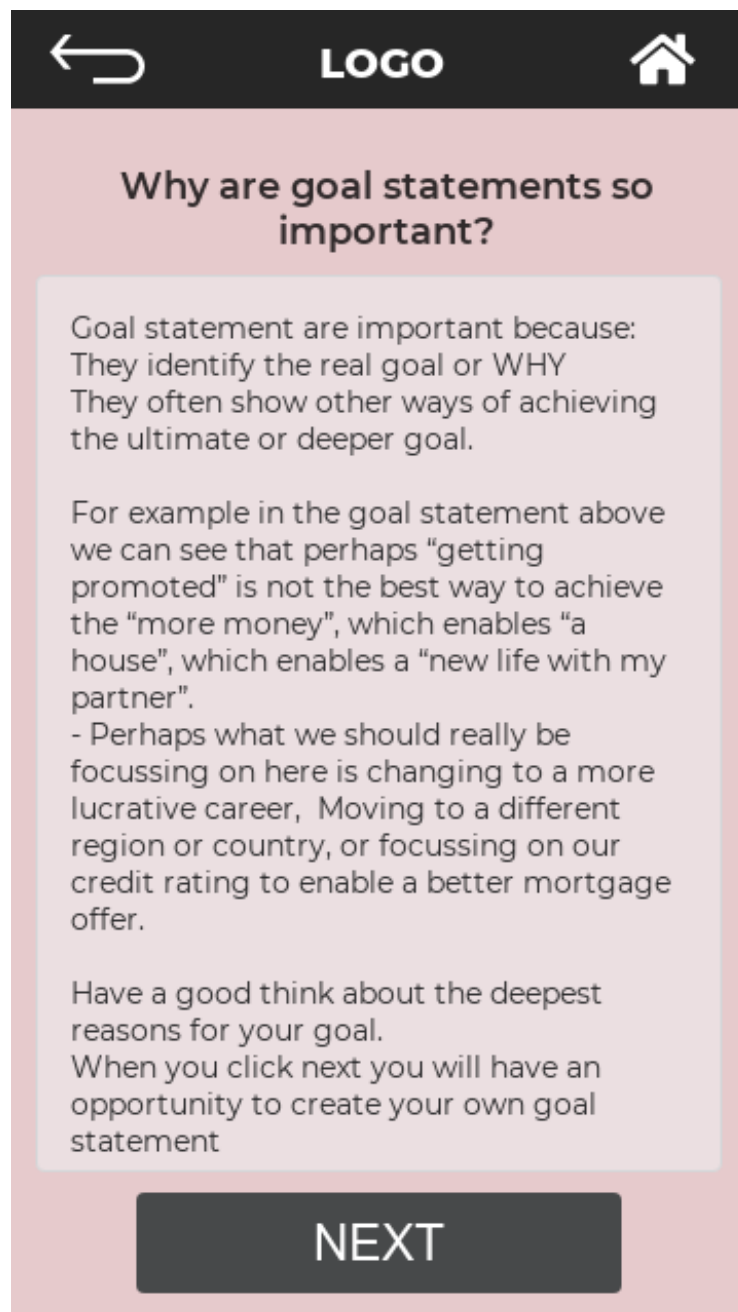 LOGO
Why are goal statements so
important?
Goal statement are important because:
They identify the real goal or WHY
They often show other ways of achieving
the ultimate or deeper goal.
For example in the goal statement above
we can see that perhaps “getting
promoted” is not the best way to achieve
the “more money”, which enables “a
house”, which enables a “new life with my
partner”.
- Perhaps what we should really be
focussing on here is changing to a more
lucrative career,  Moving to a different
region or country, or focussing on our
credit rating to enable a better mortgage
offer.
Have a good think about the deepest
reasons for your goal.
When you click next you will have an
opportunity to create your own goal
statement
NEXT